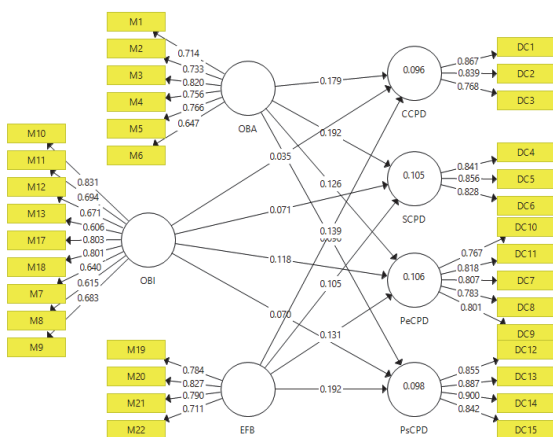 M1
M2
M3
M4
M5
M6
0.714
0.733
0.820
0.756
0.766
0.647
OBA
M10
M11
M12
M13
M17
M18
M7
M8
M9
0.831
0.694
0.671
0.606
0.803
0.801
0.640
0.615
0.683
OBI
M19
M20
M21
M22
0.784
0.827
0.790
0.711
EFB
0.179
0.192
0.035
0.126
0.071
0.139
0.118
0.105
0.070
0.131
0.192
0.096
CCPD
0.105
SCPD
0.106
PeCPD
0.098
PsCPD
0.867
0.839
0.768
DC1
DC2
DC3
0.841
0.856
0.828
DC4
DC5
DC6
0.767
0.818
0.807
0.783
0.801
DC10
DC11
DC7
DC8
DC9
0.855
0.887
0.900
0.842
DC12
DC13
DC14
DC15